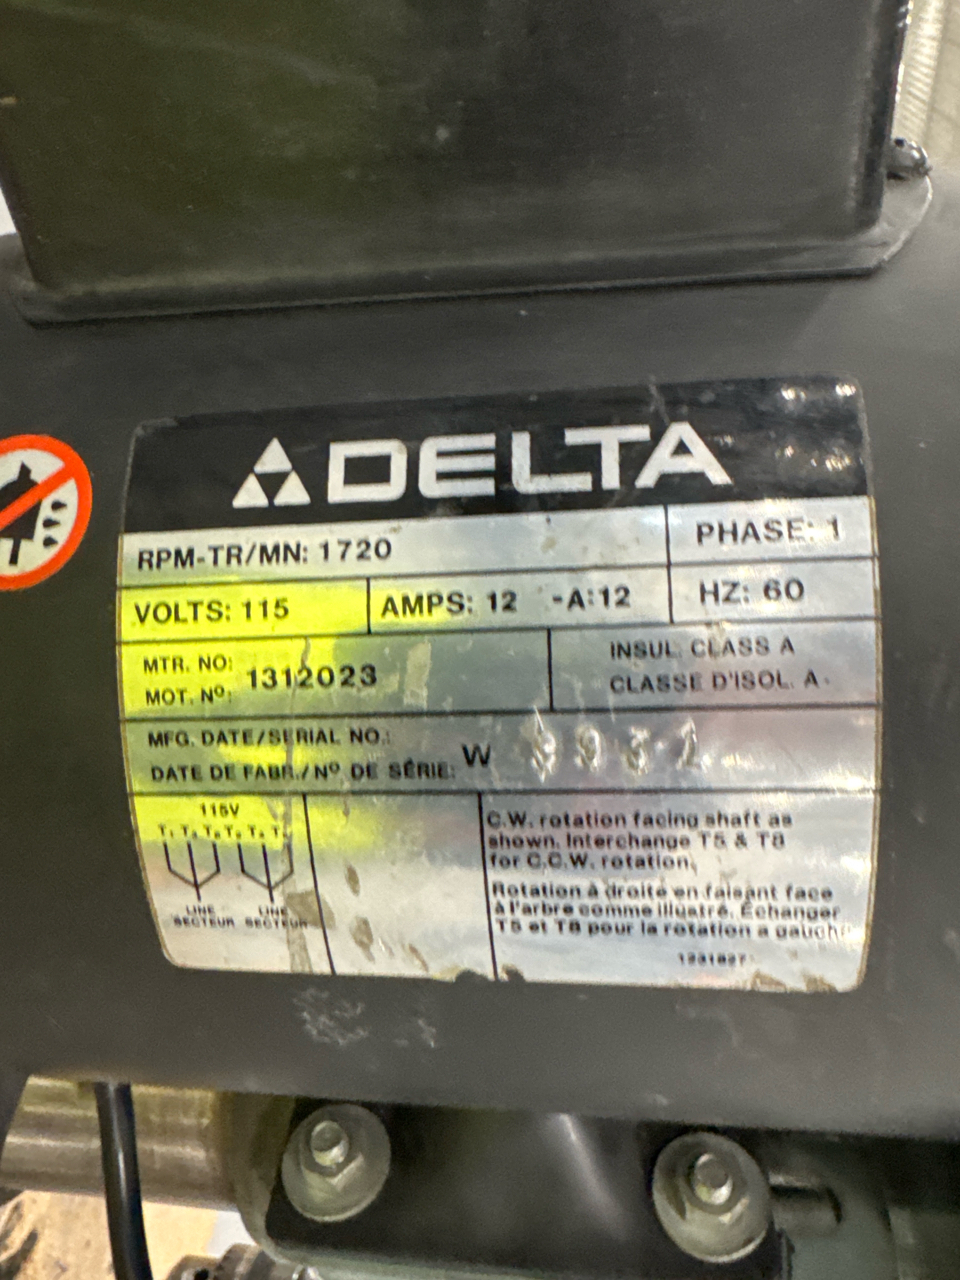 DELTA
RPM-TR/MN: 1720
PHASE: 1
VOLTS: 115
AMPS: 12 -A:12
HZ: 60
MTR. NO:
MOT. Nº:
1312023
INSUL. CLASS A
CLASSE D'ISOL. A
MFG. DATE/SERIAL NO.:
DATE DE FABR./Nº DE SÉRIE:
W
115V
LINE LINE
SECTEUR SECTEUR
C.W. rotation facing shaft as
shown. Interchange T5 & T8
for C.C.W. rotation.
Rotation à droite en faisant face
à l'arbre comme illustré. Échanger
T5 et T8 pour la rotation a gauche